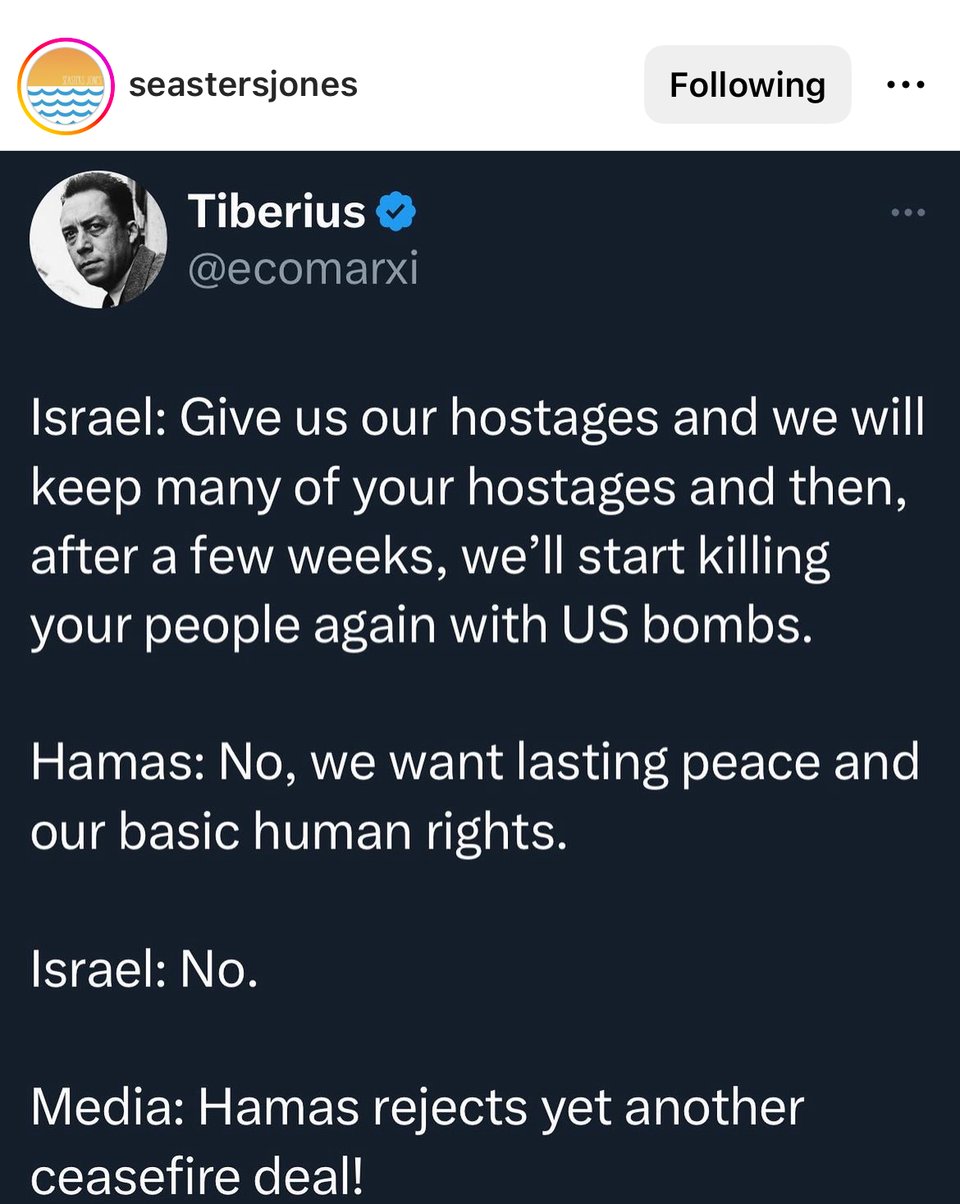 seastersjones
Following
SEASTERS JONES
Tiberius
@ecomarxi
Israel: Give us our hostages and we will
keep many of your hostages and then,
after a few weeks, we’ll start killing
your people again with US bombs.
Hamas: No, we want lasting peace and
our basic human rights.
Israel: No.
Media: Hamas rejects yet another
ceasefire deal!